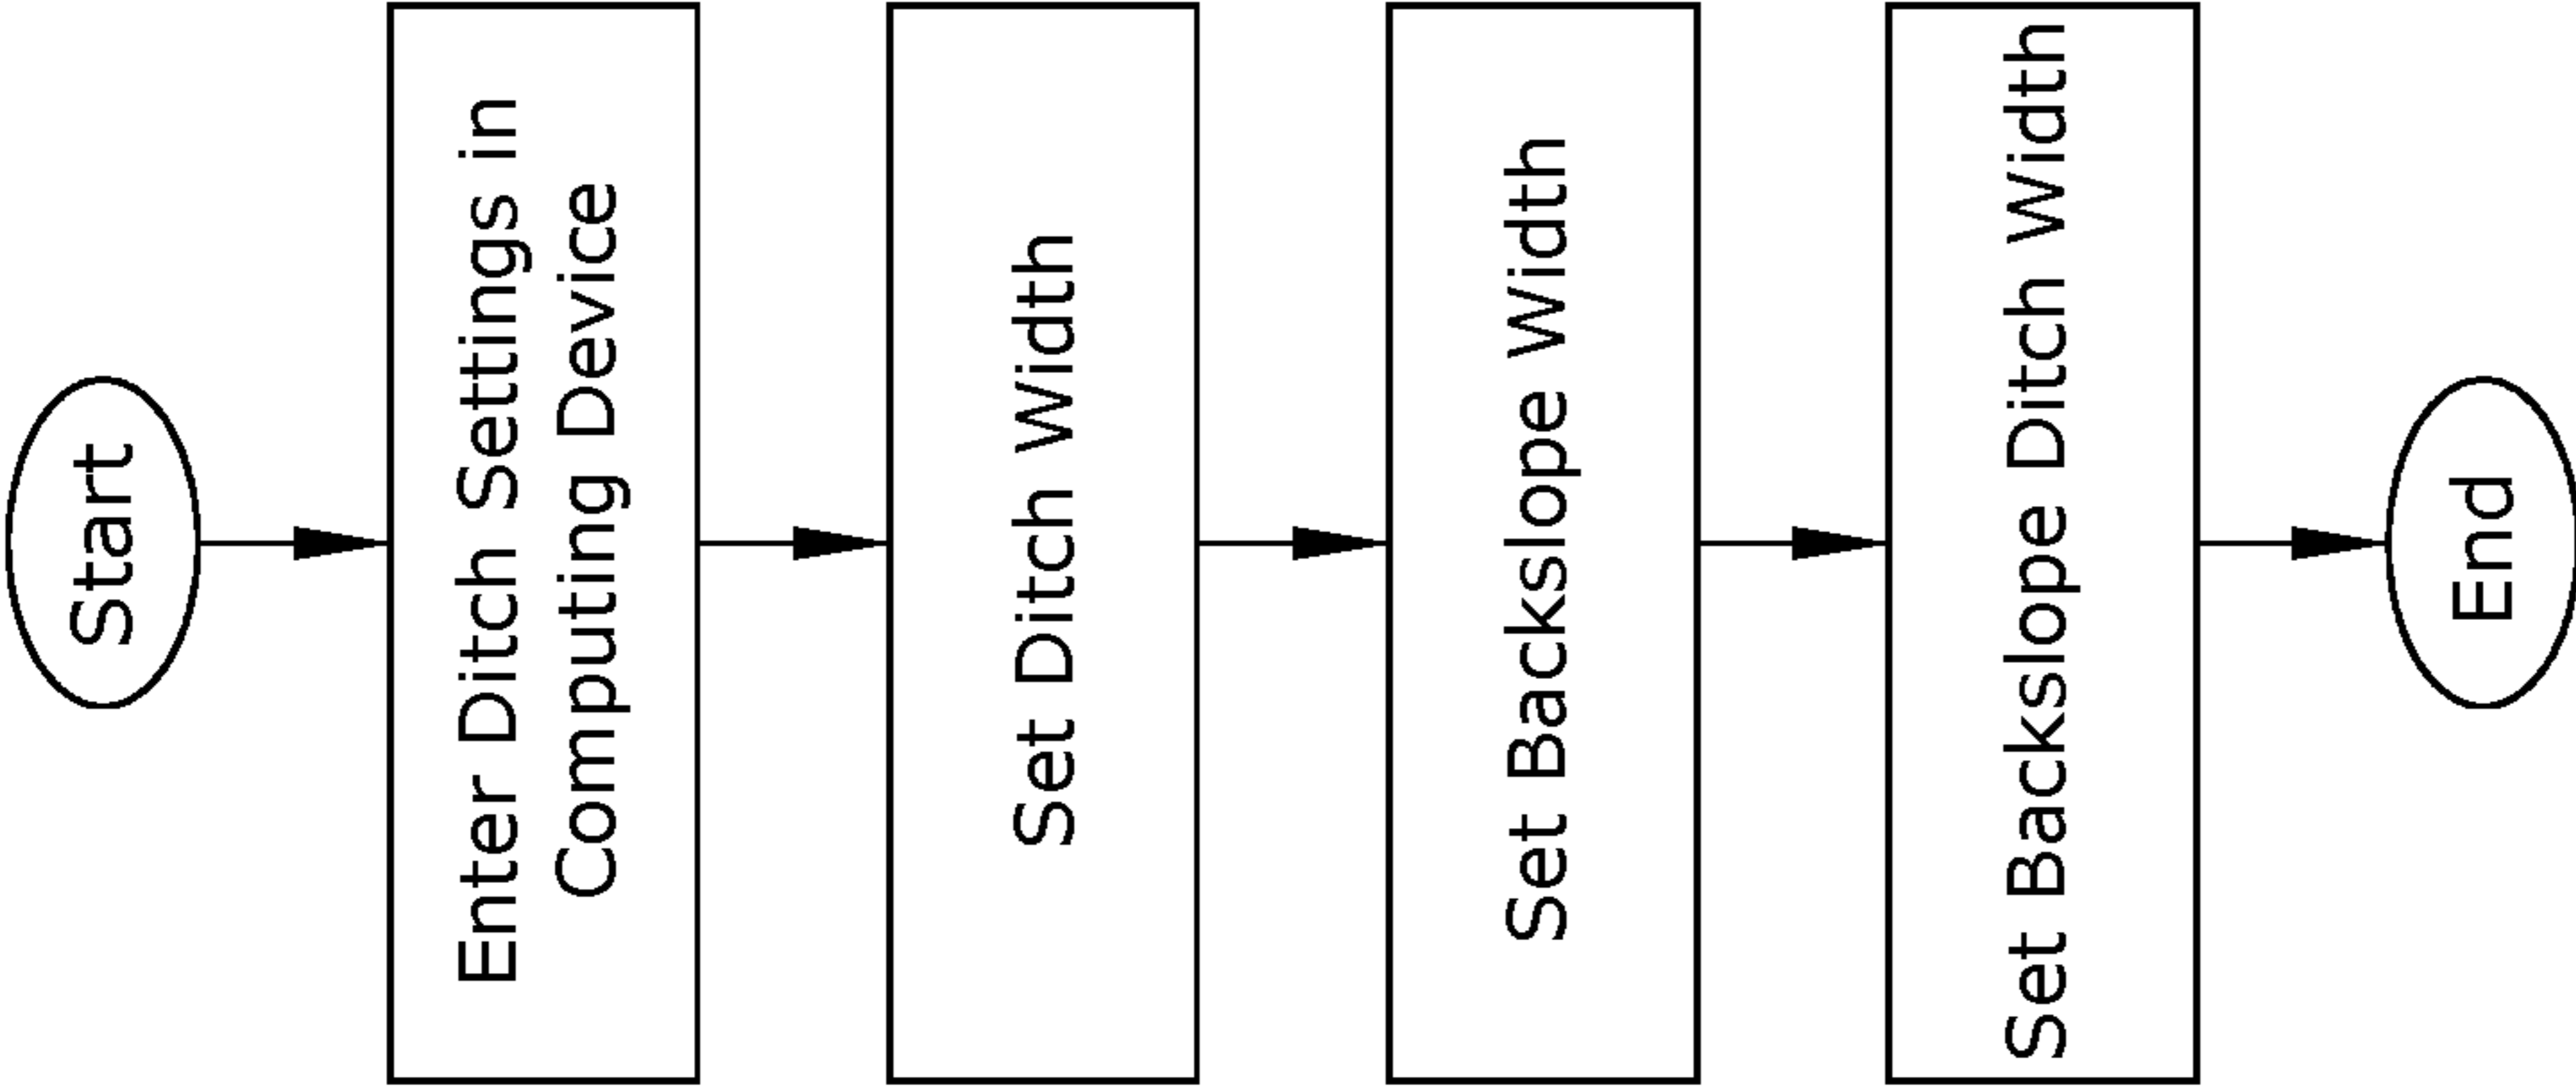 Start
Enter Ditch Settings in
Computing Device
Set Ditch Width
Set Backslope Width
Set Backslope Ditch Width
End